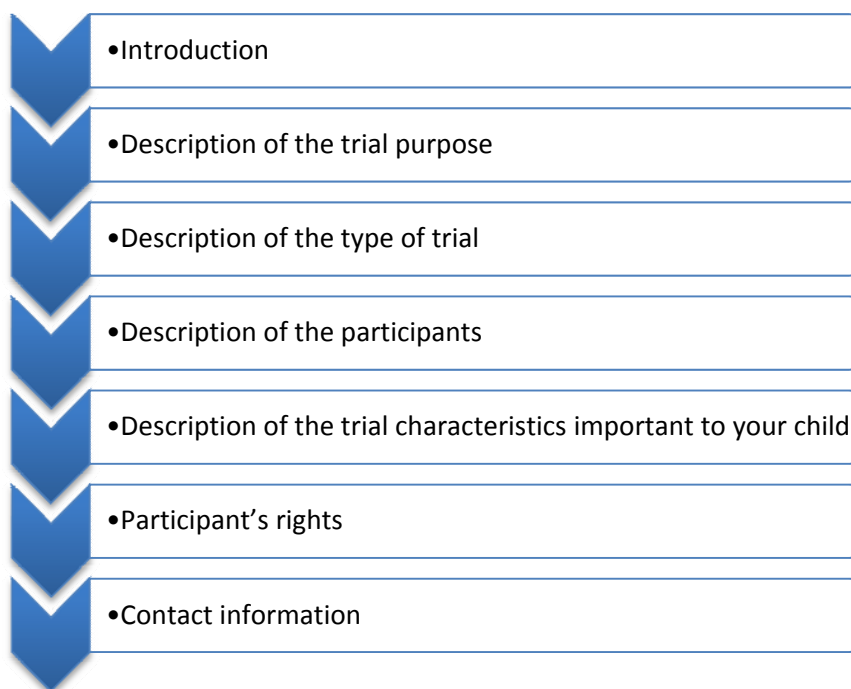 •Introduction
•Description of the trial purpose
•Description of the type of trial
•Description of the participants
•Description of the trial characteristics important to your child
•Participant’s rights
•Contact information